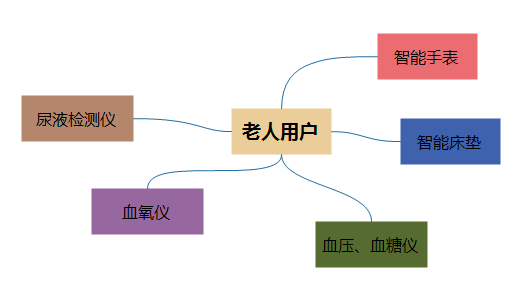 智能手表
尿液检测仪
老人用户
智能床垫
血氧仪
血压、血糖仪